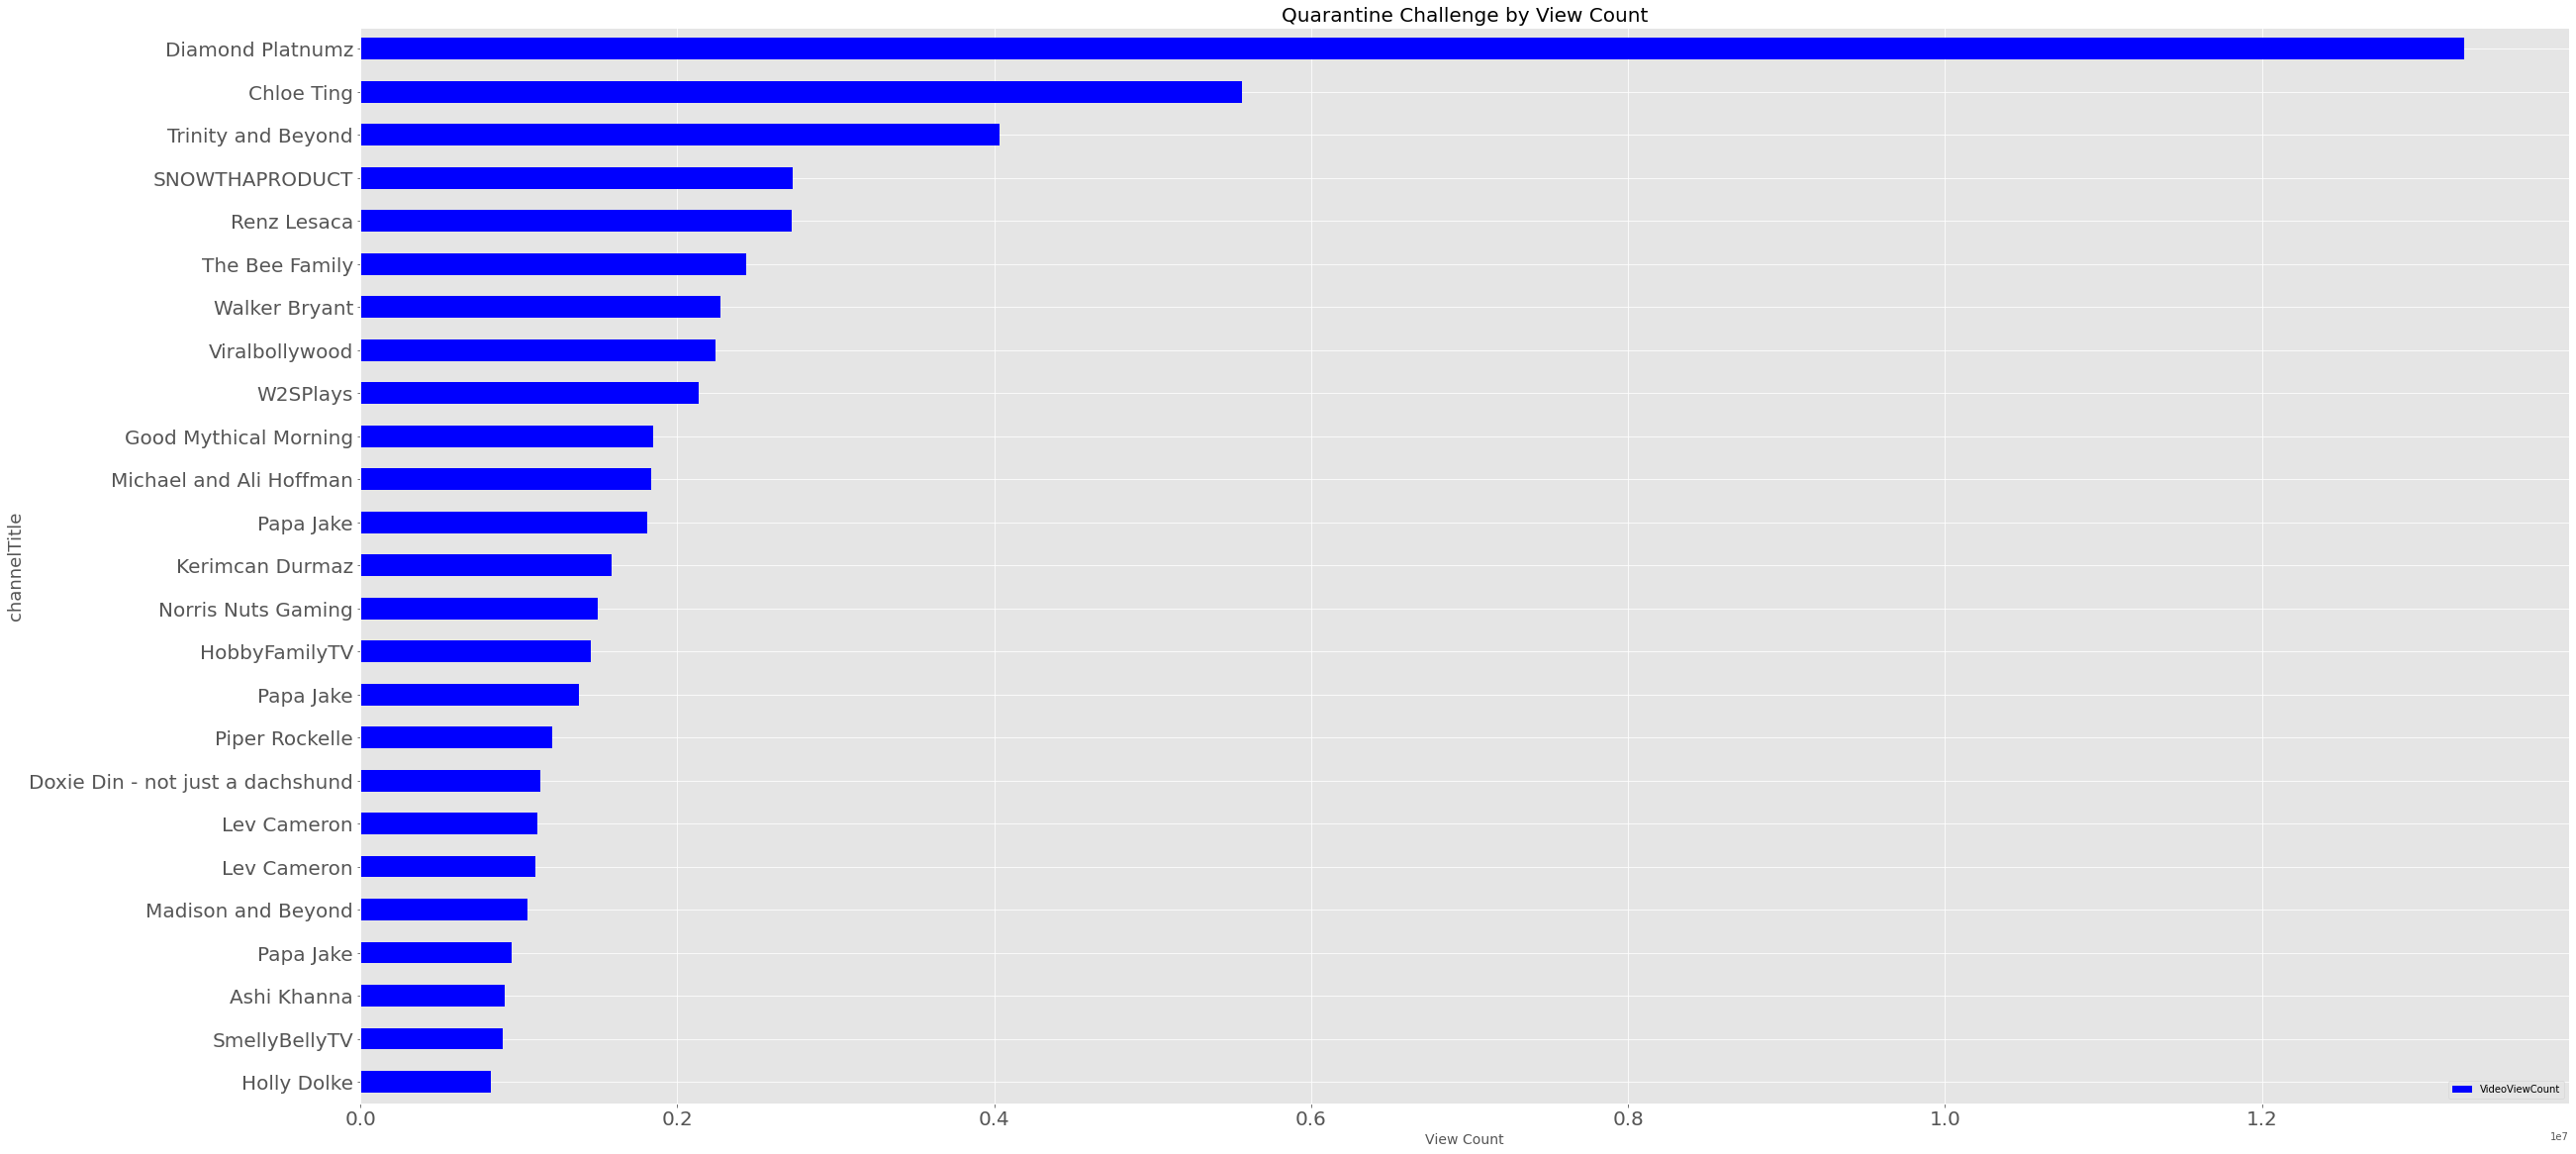 Quarantine Challenge by View Count
Diamond Platnumz
Chloe Ting
Trinity and Beyond
SNOWTHAPRODUCT
Renz Lesaca
The Bee Family
Walker Bryant
Viralbollywood
W2SPlays
Good Mythical Morning
Michael and Ali Hoffman
Papa Jake
Kerimcan Durmaz
Norris Nuts Gaming
HobbyFamilyTV
Papa Jake
Piper Rockelle
Doxie Din - not just a dachshund
Lev Cameron
Lev Cameron
Madison and Beyond
Papa Jake
Ashi Khanna
SmellyBellyTV
Holly Dolke
channelTitle
VideoViewCount
0.0 0.2 0.4 0.6 0.8 1.0 1.2
View Count
1e7